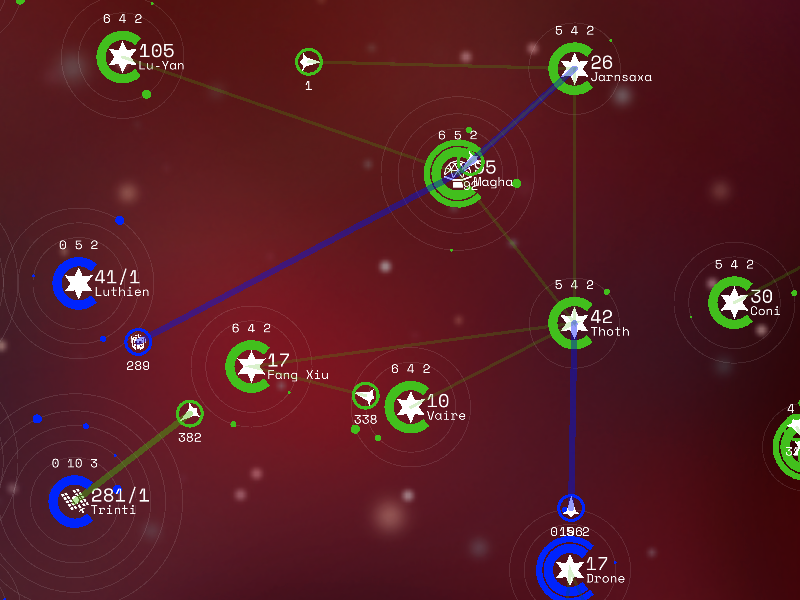 6 4 2
105
Lu-Yan
1
5 4 2
26
Jarnsaxa
6 5 2
95
Magha
0 5 2
41/1
Luthien
289
5 4 2
42
Thoth
5 4 2
30
Coni
6 4 2
17
Fang Xiu
6 4 2
10
Vaire
338
382
4
0 10 3
281/1
Trinti
17
Drone